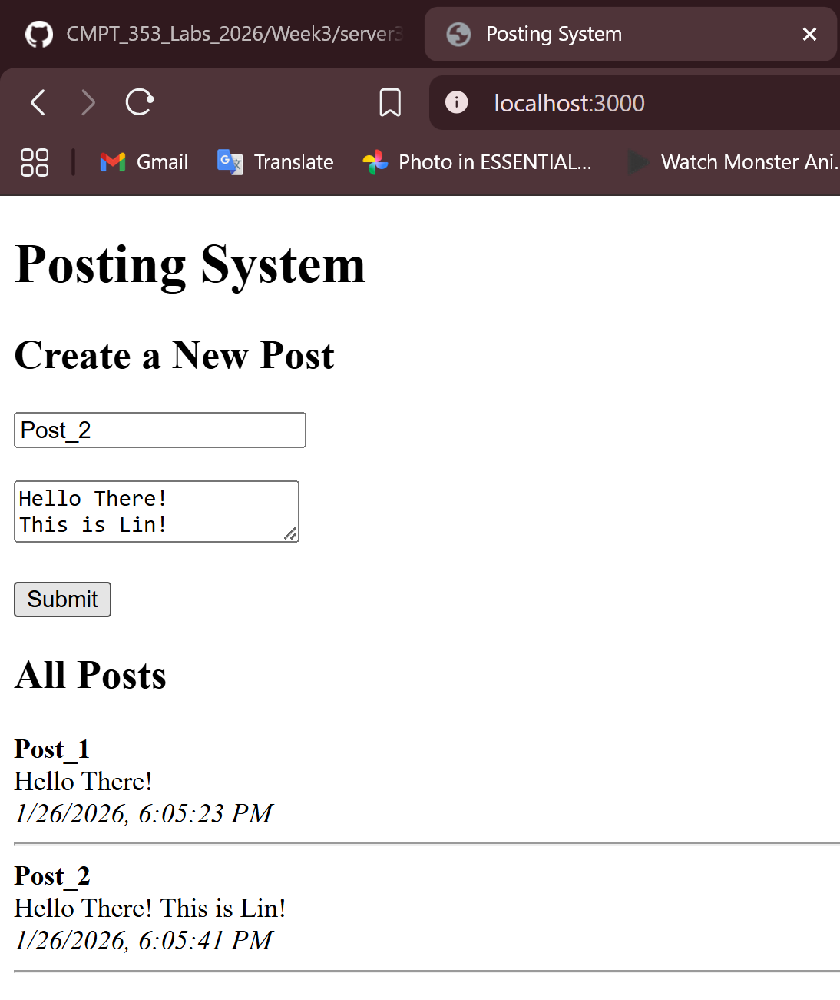 CMPT_353_Labs_2026/Week3/server3
Posting System
localhost:3000
Gmail
Translate
Photo in ESSENTIAL...
Watch Monster Ani.
Posting System
Create a New Post
Post_2
Hello There!
This is Lin!
Submit
All Posts
Post_1
Hello There!
1/26/2026, 6:05:23 PM
Post_2
Hello There! This is Lin!
1/26/2026, 6:05:41 PM